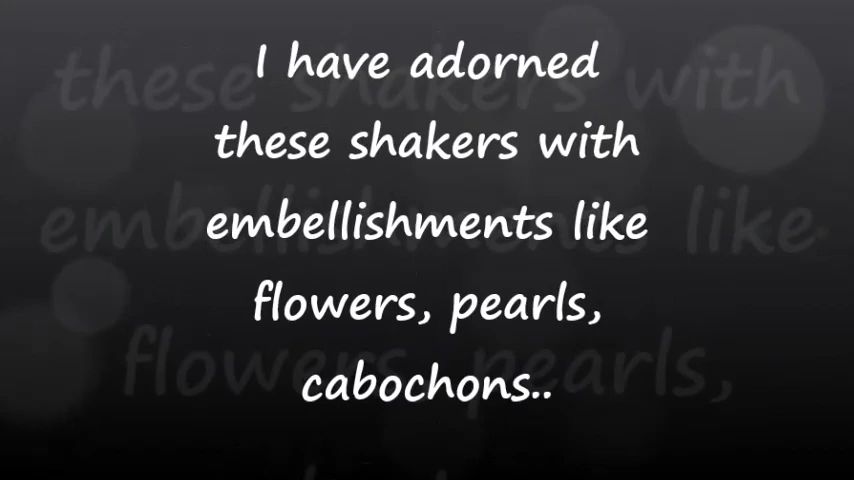 I have adorned
these shakers with
embellishments like
flowers, pearls,
cabochons..